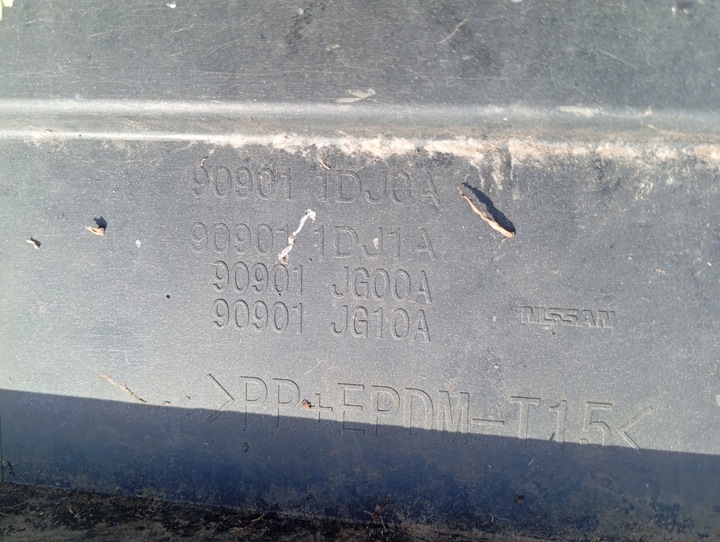 90901 1DJ0A
90901 1DJ1A
90901 JG00A
90901 JG10A
NISSAN
>PP+EPDM-T15<